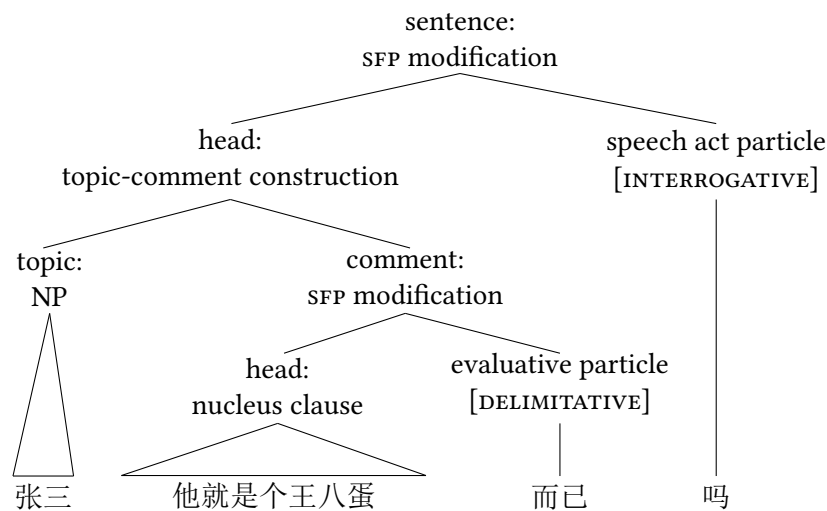 sentence:
SFP modification
head:
topic-comment construction
speech act particle
[INTERROGATIVE]
topic:
NP
comment:
SFP modification
head:
nucleus clause
evaluative particle
[DELIMITATIVE]
张三
他就是个王八蛋
而已
吗